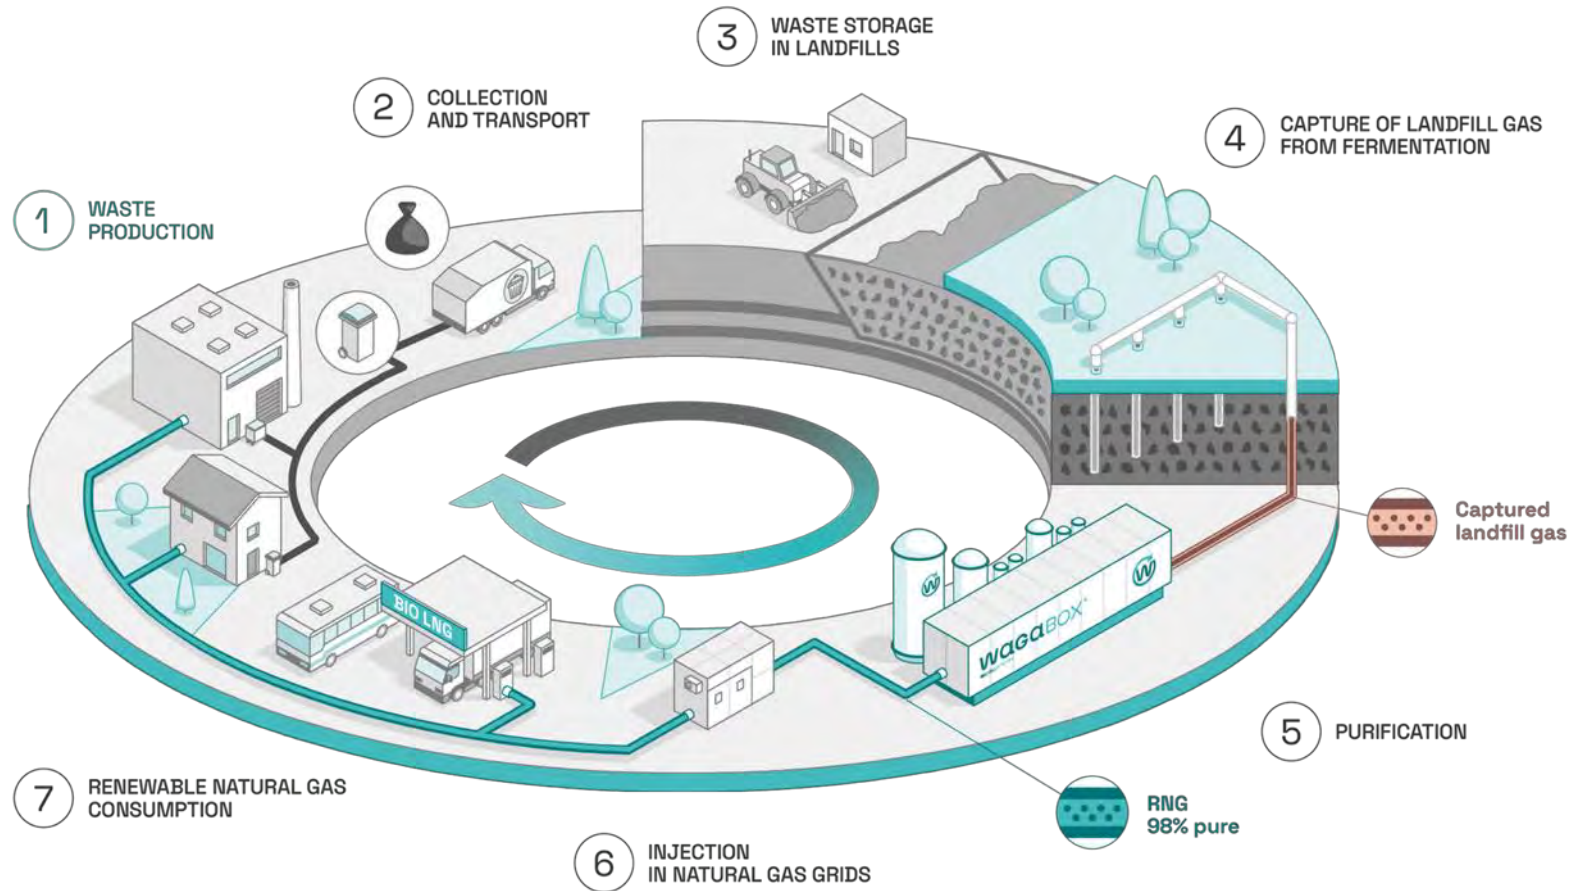 3
WASTE STORAGE
IN LANDFILLS
2
COLLECTION
AND TRANSPORT
4
CAPTURE OF LANDFILL GAS
FROM FERMENTATION
1
WASTE
PRODUCTION
Captured
landfill gas
BIO LNG
WAGABOX
5
PURIFICATION
7
RENEWABLE NATURAL GAS
CONSUMPTION
RNG
98% pure
6
INJECTION
IN NATURAL GAS GRIDS